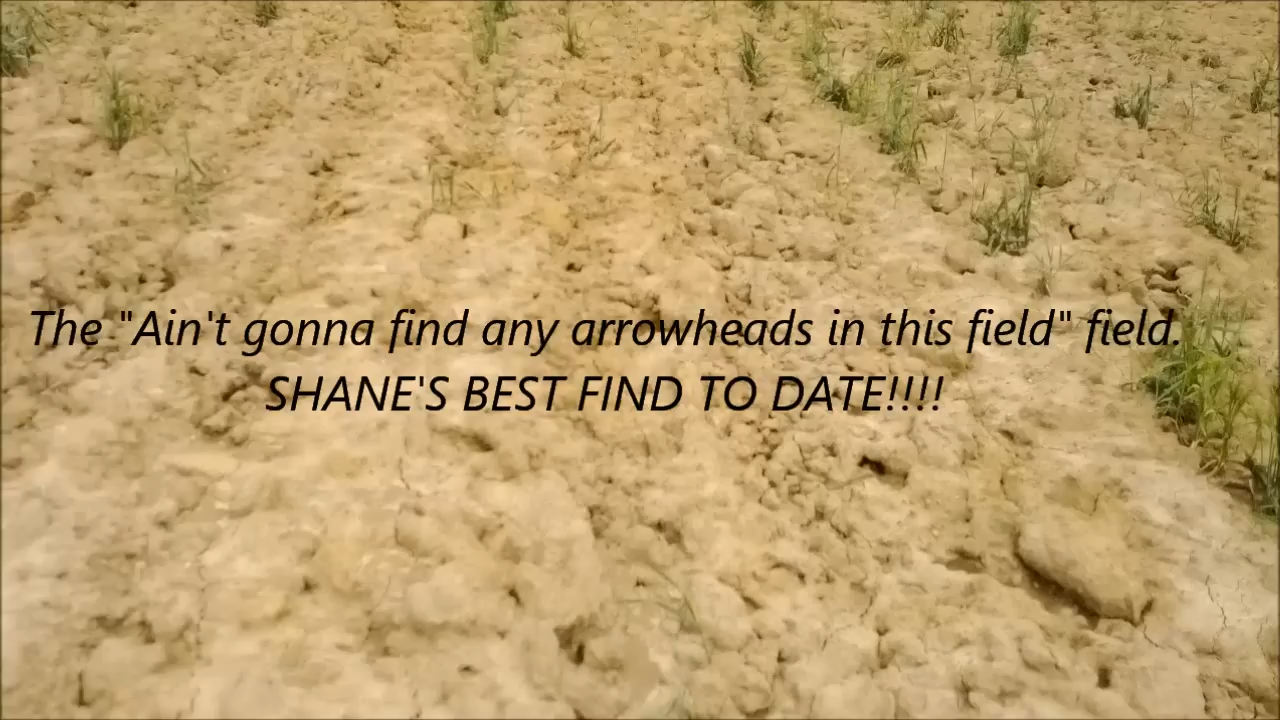 The "Ain't gonna find any arrowheads in this field" field.
SHANE'S BEST FIND TO DATE!!!!